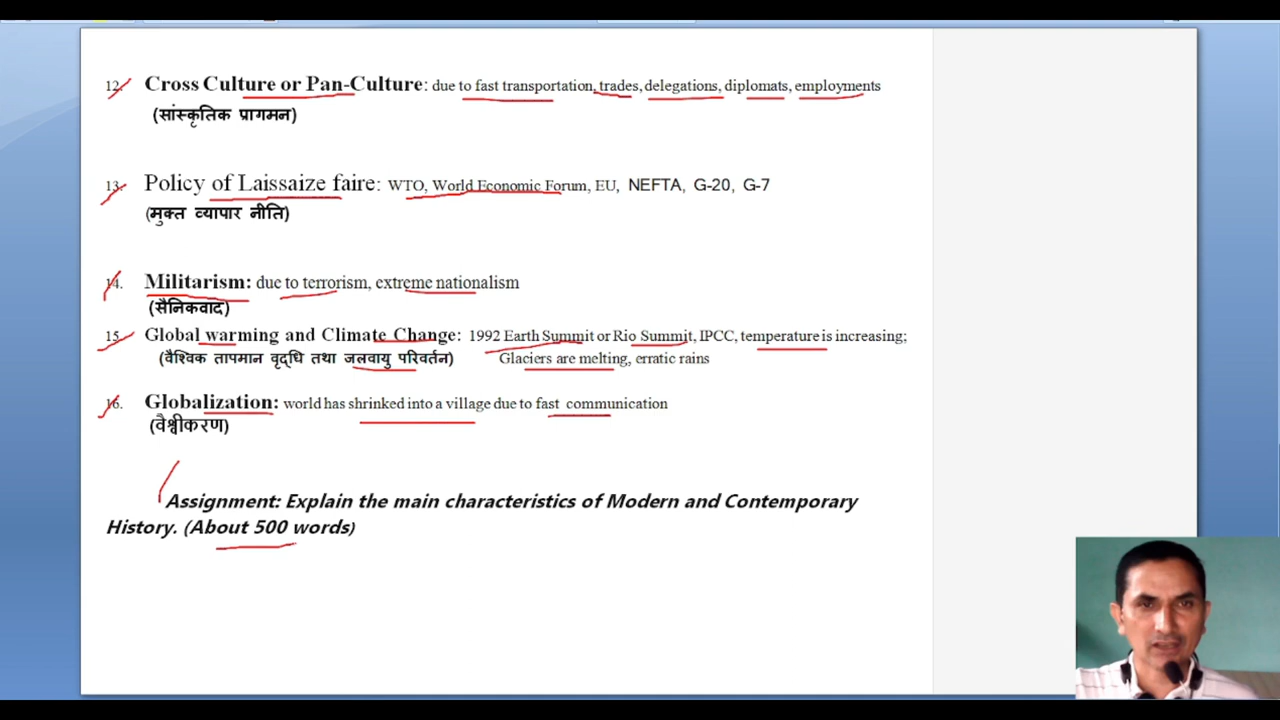 12. Cross Culture or Pan-Culture: due to fast transportation, trades, delegations, diplomats, employments
(सांस्कृतिक प्रागमन)
13. Policy of Laissaize faire: WTO, World Economic Forum, EU, NEFTA, G-20, G-7
(मुक्त व्यापार नीति)
14. Militarism: due to terrorism, extreme nationalism
(सैनिकवाद)
15. Global warming and Climate Change: 1992 Earth Summit or Rio Summit, IPCC, temperature is increasing;
(वैश्विक तापमान वृद्धि तथा जलवायु परिवर्तन) Glaciers are melting, erratic rains
16. Globalization: world has shrinked into a village due to fast communication
(वैश्वीकरण)
Assignment: Explain the main characteristics of Modern and Contemporary
History. (About 500 words)